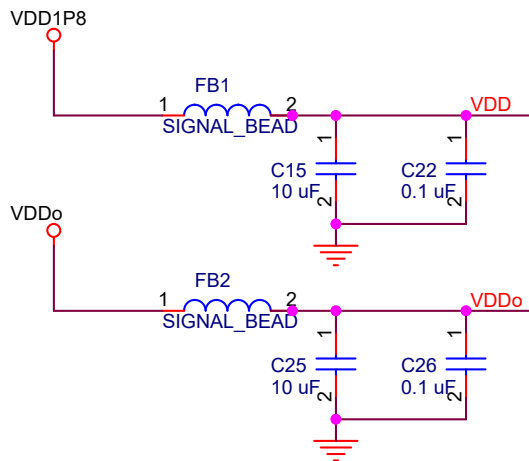 VDD1P8
FB1
1 2 VDD
SIGNAL_BEAD
1 1
C15 C22
10 uF 0.1 uF
2 2
VDDo
FB2
1 2 VDDo
SIGNAL_BEAD
1 1
C25 C26
10 uF 0.1 uF
2 2